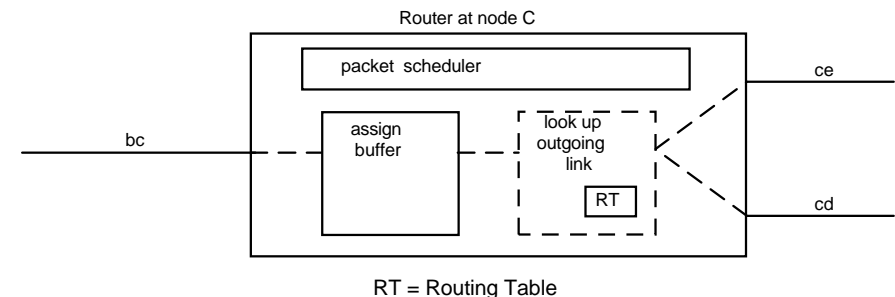 Router at node C
packet scheduler
ce
assign
buffer
look up
outgoing
link
bc
RT
cd
RT = Routing Table